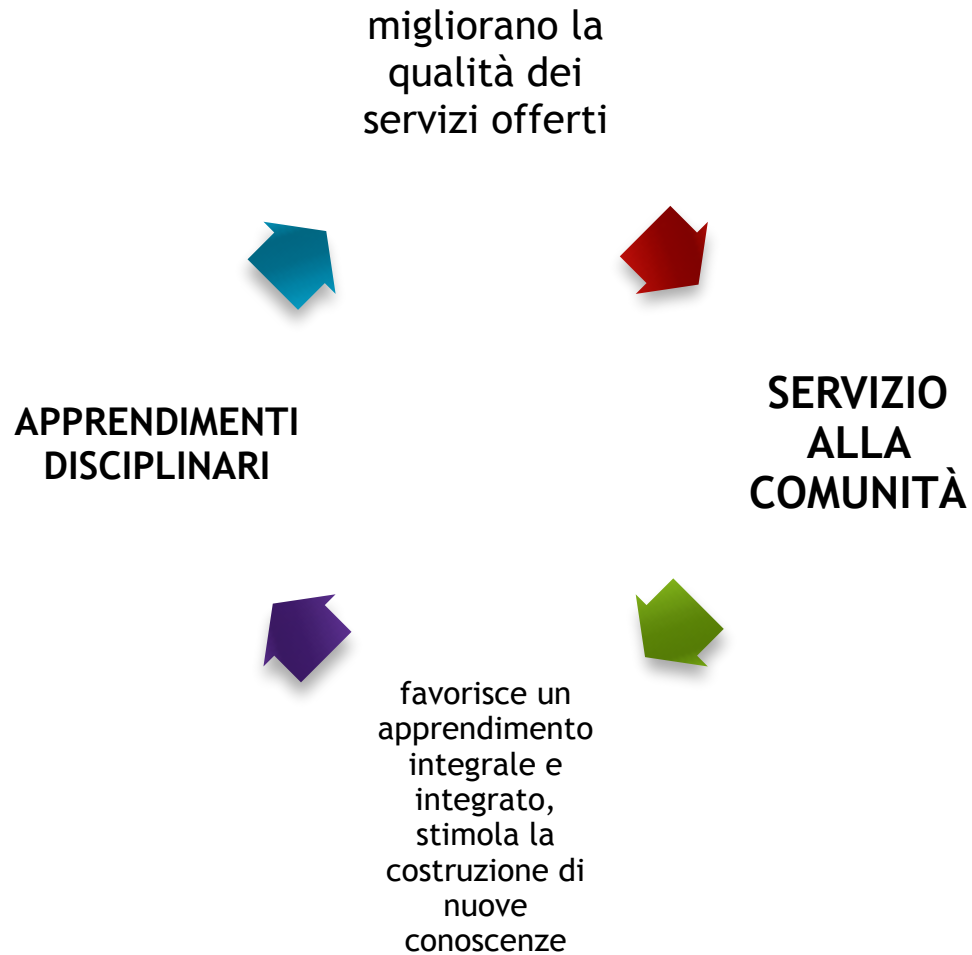 migliorano la
qualità dei
servizi offerti
APPRENDIMENTI
DISCIPLINARI
SERVIZIO
ALLA
COMUNITÀ
favorisce un
apprendimento
integrale e
integrato,
stimola la
costruzione di
nuove
conoscenze